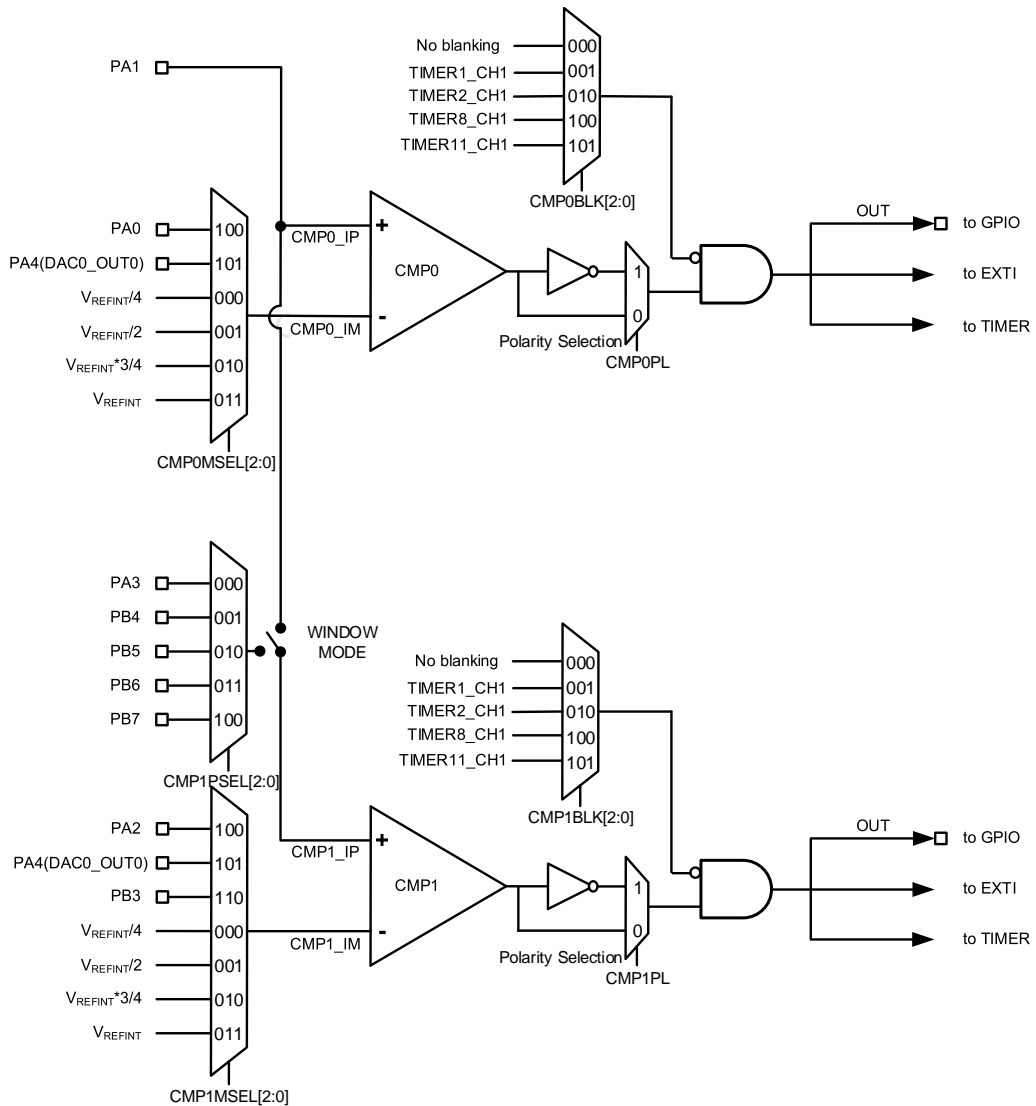 No blanking
000
TIMER1_CH1
001
TIMER2_CH1
010
TIMER8_CH1
100
TIMER11_CH1
101
CMP0BLK[2:0]
PA1
PA0
100
PA4(DAC0_OUT0)
101
VREFINT/4
000
VREFINT/2
001
VREFINT*3/4
010
VREFINT
011
CMP0MSEL[2:0]
CMP0_IP
+
CMP0
CMP0_IM
-
1
0
Polarity Selection
CMP0PL
OUT
to GPIO
to EXTI
to TIMER
PA3
000
PB4
001
PB5
010
PB6
011
PB7
100
CMP1PSEL[2:0]
WINDOW
MODE
No blanking
000
TIMER1_CH1
001
TIMER2_CH1
010
TIMER8_CH1
100
TIMER11_CH1
101
CMP1BLK[2:0]
PA2
100
PA4(DAC0_OUT0)
101
PB3
110
VREFINT/4
000
VREFINT/2
001
VREFINT*3/4
010
VREFINT
011
CMP1MSEL[2:0]
CMP1_IP
+
CMP1
CMP1_IM
-
1
0
Polarity Selection
CMP1PL
OUT
to GPIO
to EXTI
to TIMER